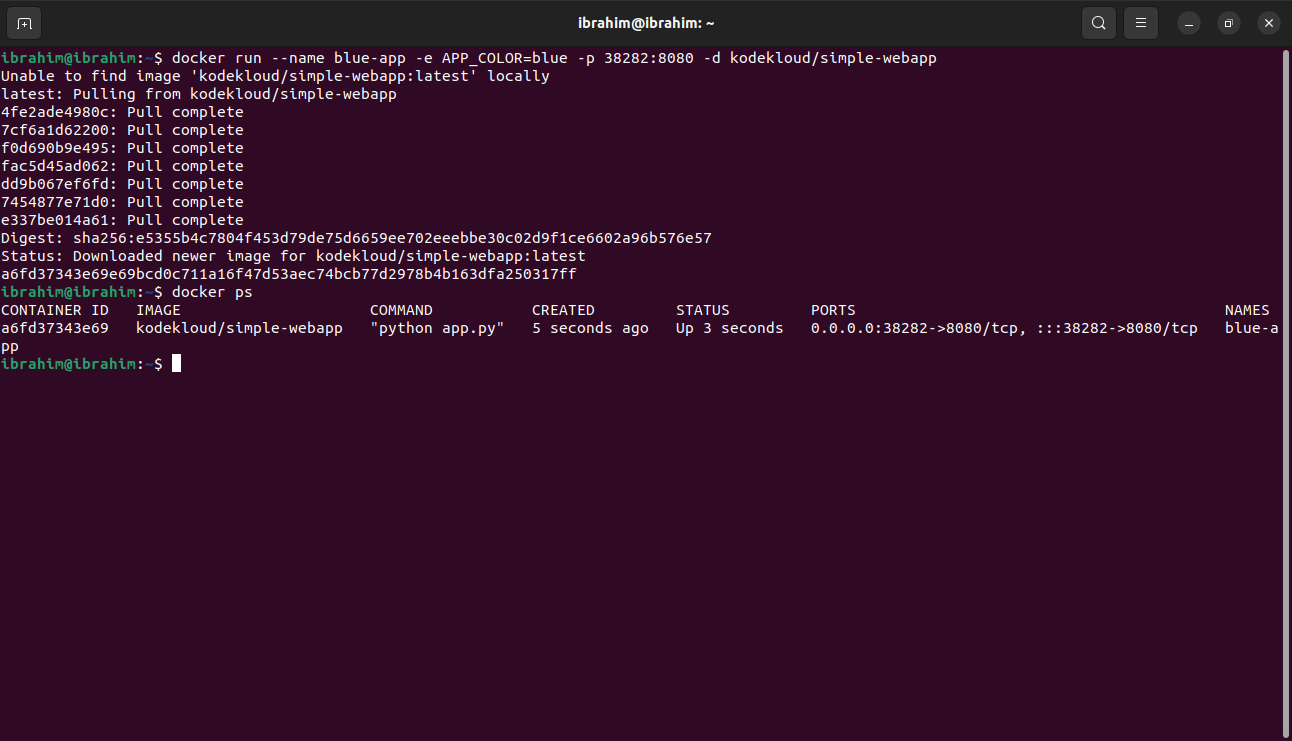 ibrahim@ibrahim: ~
ibrahim@ibrahim:~$ docker run --name blue-app -e APP_COLOR=blue -p 38282:8080 -d kodekloud/simple-webapp
Unable to find image 'kodekloud/simple-webapp:latest' locally
latest: Pulling from kodekloud/simple-webapp
4fe2ade4980c: Pull complete
7cf6a1d62200: Pull complete
f0d690b9e495: Pull complete
fac5d45ad062: Pull complete
dd9b067ef6fd: Pull complete
7454877e71d0: Pull complete
e337be014a61: Pull complete
Digest: sha256:e5355b4c7804f453d79de75d6659ee702eeebbe30c02d9f1ce6602a96b576e57
Status: Downloaded newer image for kodekloud/simple-webapp:latest
a6fd37343e69e69bcd0c711a16f47d53aec74bcb77d2978b4b163dfa250317ff
ibrahim@ibrahim:~$ docker ps
CONTAINER ID   IMAGE                     COMMAND           CREATED         STATUS         PORTS                                         NAMES
a6fd37343e69   kodekloud/simple-webapp   "python app.py"   5 seconds ago   Up 3 seconds   0.0.0.0:38282->8080/tcp, :::38282->8080/tcp   blue-a
pp
ibrahim@ibrahim:~$